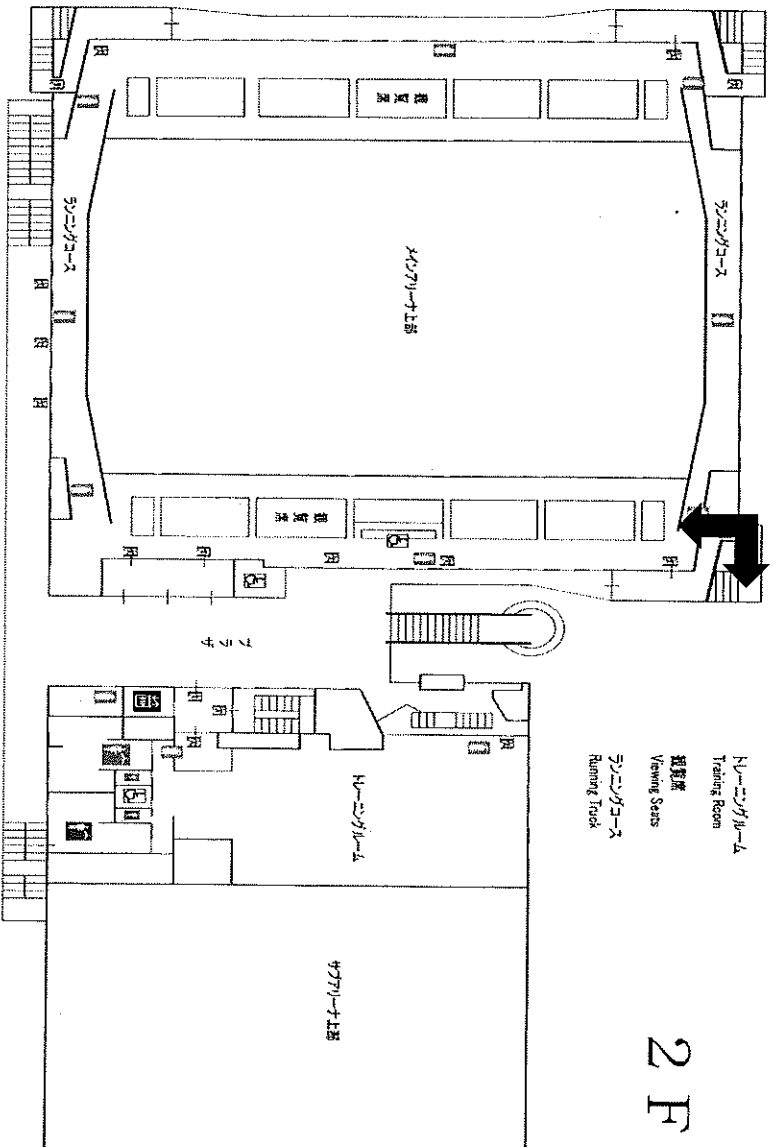 2F
トレーニングルーム
Training Room
観覧席
Viewing Seats
ランニングコース
Running Truck
ランニングコース
観覧席
メインアリーナ上部
観覧席
ランニングコース
プラザ
トレーニングルーム
サブアリーナ上部